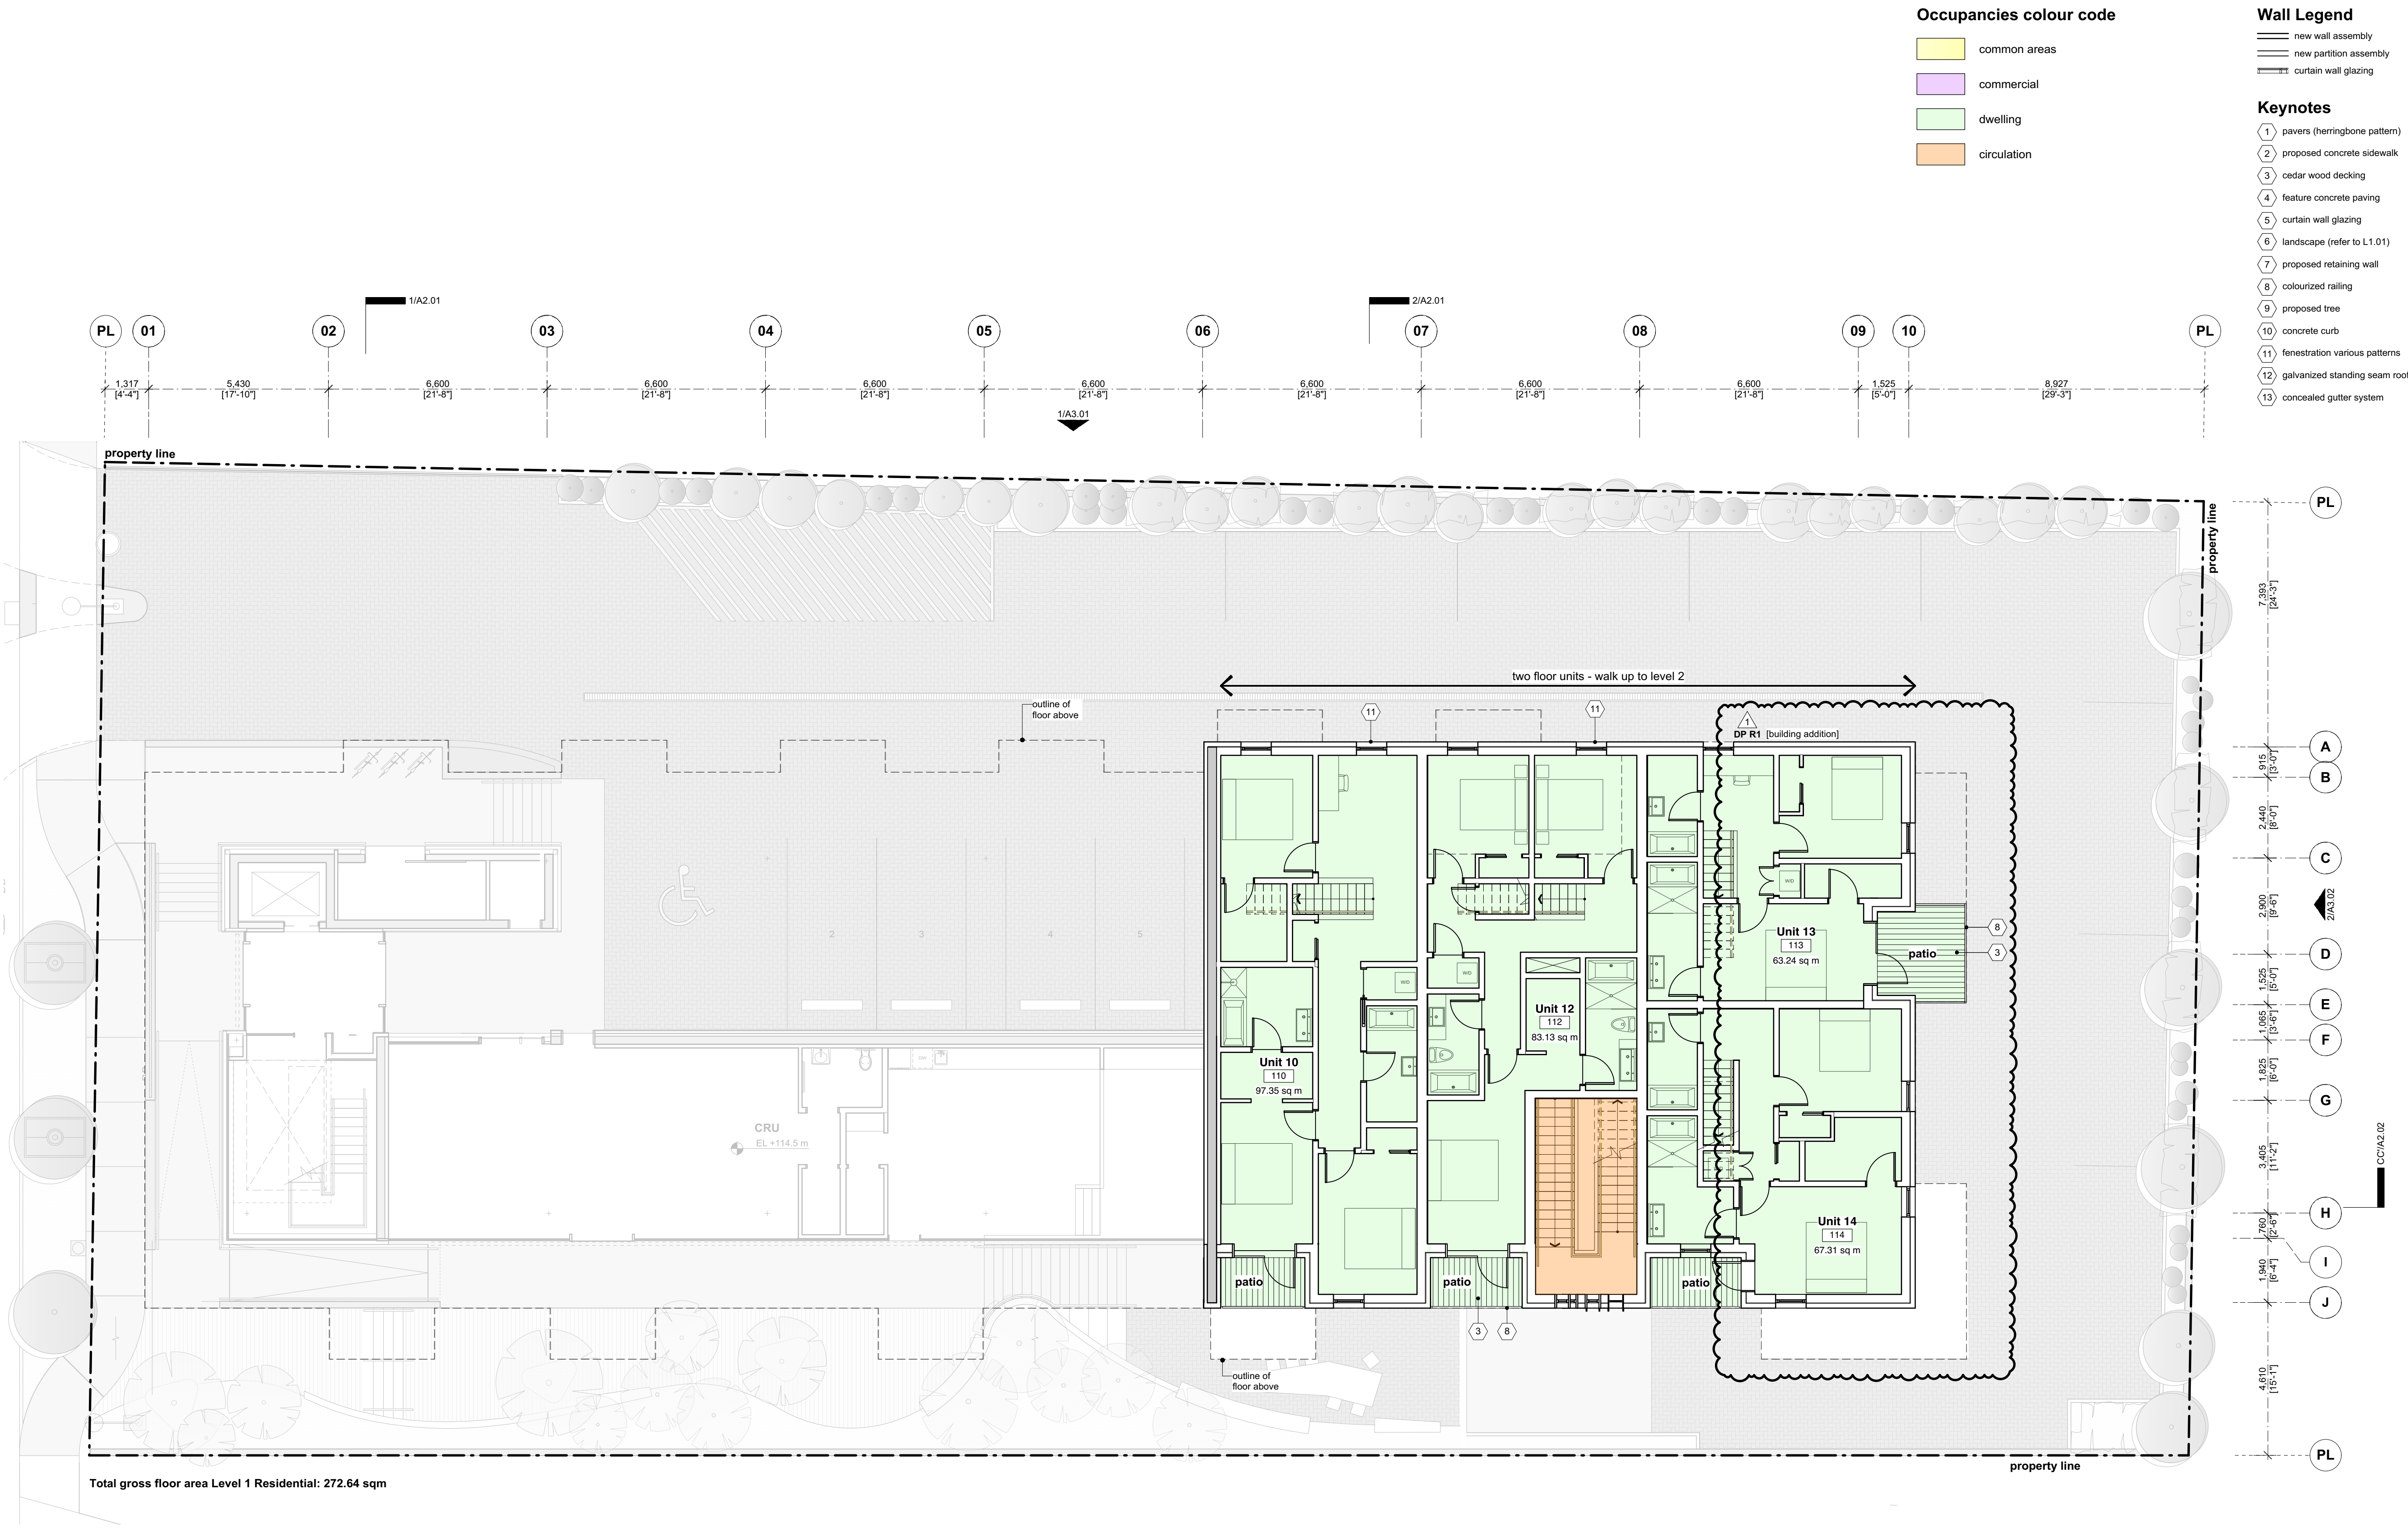 Occupancies colour code
common areas
commercial
dwelling
circulation
Wall Legend
new wall assembly
new partition assembly
curtain wall glazing
Keynotes
1 pavers (herringbone pattern)
2 proposed concrete sidewalk
3 cedar wood decking
4 feature concrete paving
5 curtain wall glazing
6 landscape (refer to L1.01)
7 proposed retaining wall
8 colourized railing
9 proposed tree
10 concrete curb
11 fenestration various patterns
12 galvanized standing seam roof
13 concealed gutter system
1/A2.01
2/A2.01
PL 01 02 03 04 05 06 07 08 09 10 PL
1,317 5,430 6,600 6,600 6,600 6,600 6,600 6,600 6,600 1,525 8,927
[4'-4"] [17'-10"] [21'-8"] [21'-8"] [21'-8"] [21'-8"] [21'-8"] [21'-8"] [21'-8"] [5'-0"] [29'-3"]
1/A3.01
property line
property line
PL
7,393
[24'-3"]
A
915
[3'-0"]
B
2,440
[8'-0"]
C
2,900
[9'-6"]
2/A3.02
D
1,525
[5'-0"]
E
1,065
[3'-6"]
F
1,825
[6'-0"]
G
3,405
[11'-2"]
CC'/A2.02
H
760
[2'-6"]
I
1,940
[6'-4"]
J
4,610
[15'-1"]
PL
two floor units - walk up to level 2
outline of
floor above
11
11
1
DP R1 [building addition]
W/D
Unit 13
113
63.24 sq m
patio
8
3
2 3 4 5
W/D
W/D
Unit 12
112
83.13 sq m
Unit 10
110
97.35 sq m
CRU
EL +114.5 m
DW
Unit 14
114
67.31 sq m
patio
patio
patio
3
8
outline of
floor above
property line
Total gross floor area Level 1 Residential: 272.64 sqm